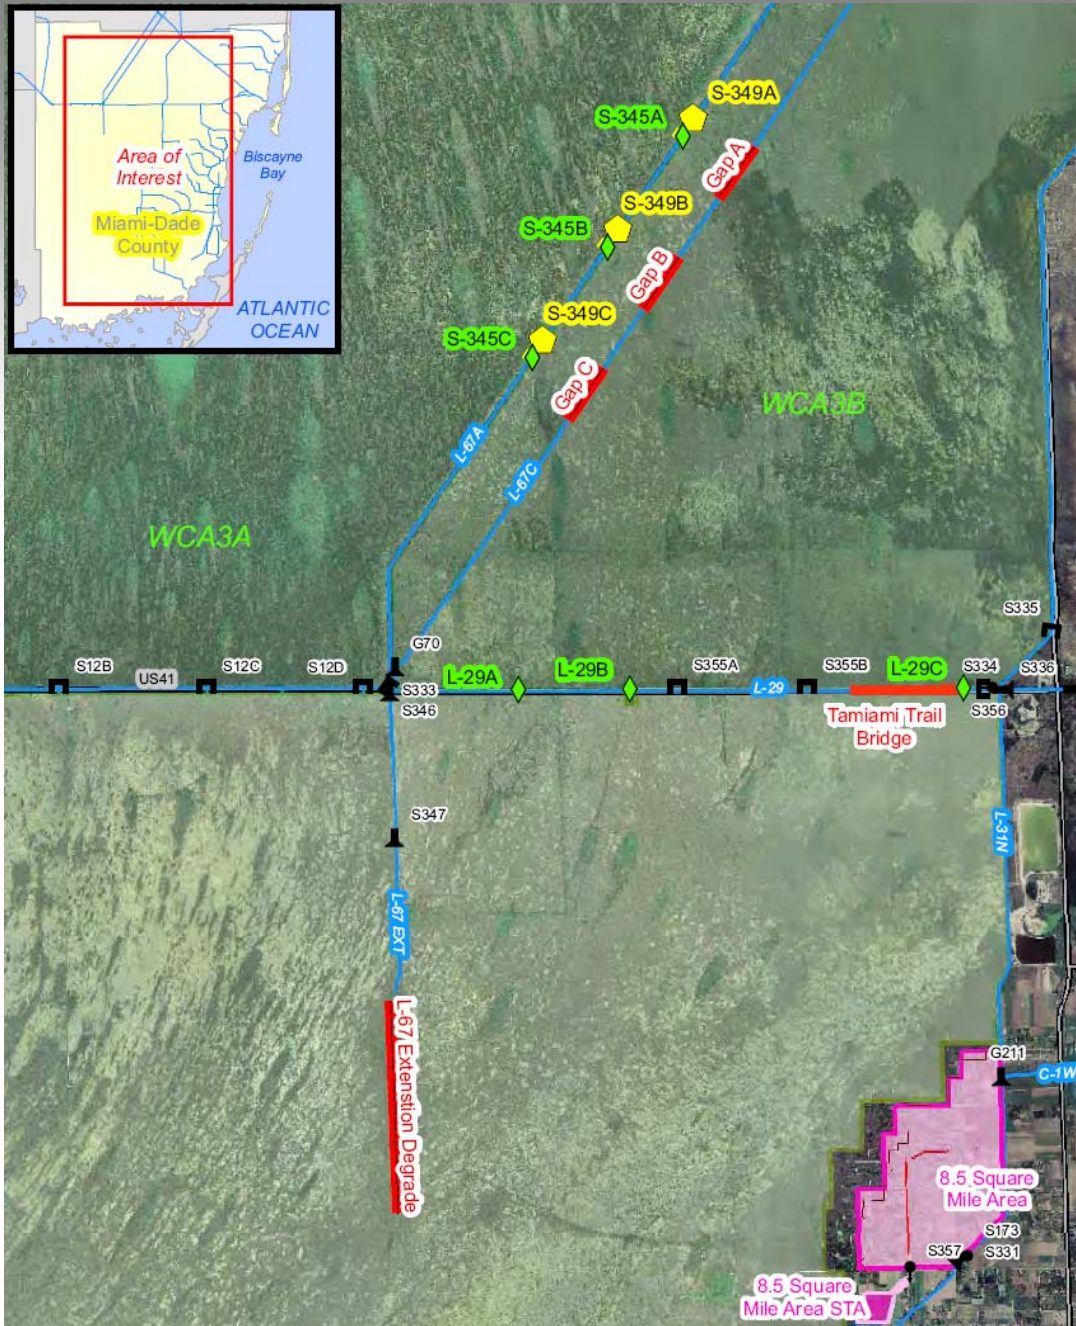 Area of
Interest
Biscayne
Bay
Miami-Dade
County
ATLANTIC
OCEAN
S-349A
S-345A
Gap A
S-349B
S-345B
Gap B
S-349C
S-345C
Gap C
WCA3B
L-67A
L-67C
WCA3A
S335
G70
S12B
S12C
S12D
L-29A
L-29B
S355A
S355B
L-29C
S334
S336
US41
S333
L-29
S346
S356
Tamiami Trail
Bridge
S347
L-31N
L-67 EXT
L-67 Extenstion Degrade
G211
C-1W
8.5 Square
Mile Area
S173
S357
S331
8.5 Square
Mile Area STA